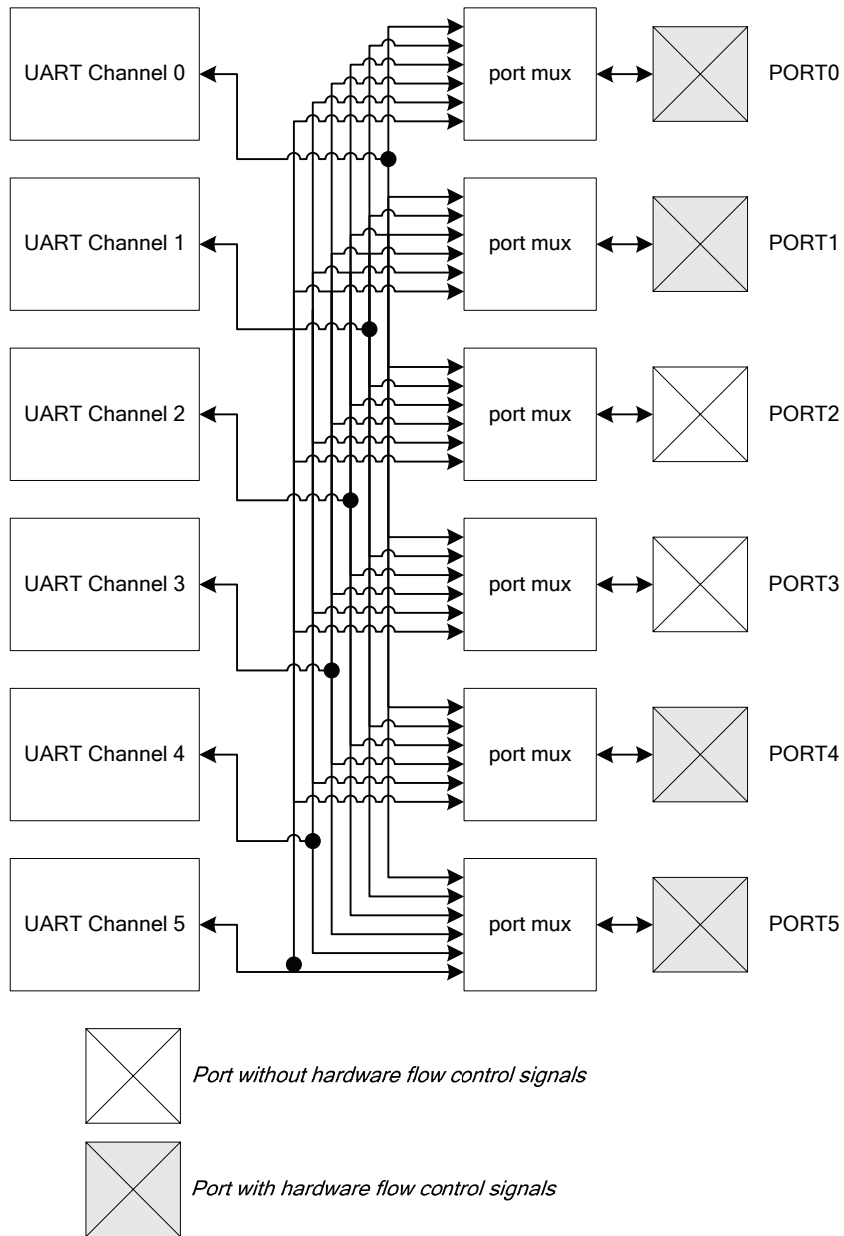 UART Channel 0
port mux
PORT0
UART Channel 1
port mux
PORT1
UART Channel 2
port mux
PORT2
UART Channel 3
port mux
PORT3
UART Channel 4
port mux
PORT4
UART Channel 5
port mux
PORT5
Port without hardware flow control signals
Port with hardware flow control signals